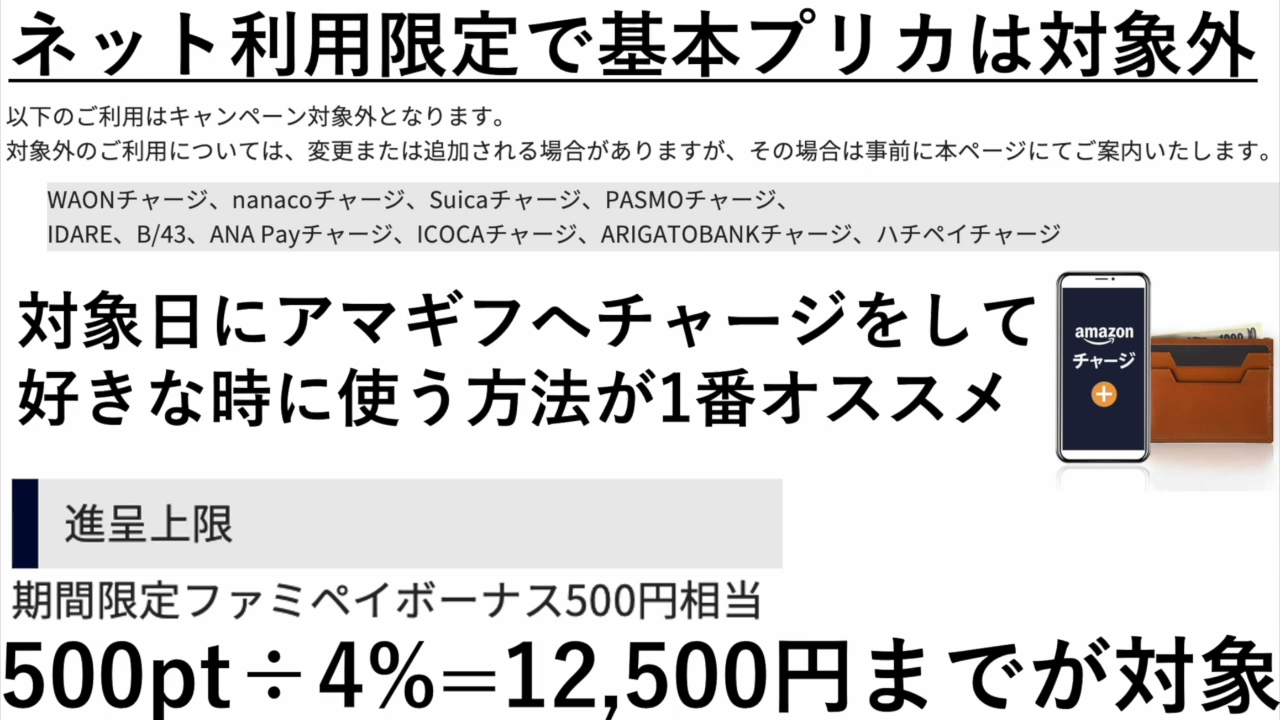 ネット利用限定で基本プリカは対象外
以下のご利用はキャンペーン対象外となります。
対象外のご利用については、変更または追加される場合がありますが、その場合は事前に本ページにてご案内いたします。
WAONチャージ、nanacoチャージ、Suicaチャージ、PASMOチャージ、
IDARE、B/43、ANA Payチャージ、ICOCAチャージ、ARIGATOBANKチャージ、ハチペイチャージ
対象日にアマギフへチャージをして
好きな時に使う方法が1番オススメ
amazon
チャージ
進呈上限
期間限定ファミペイボーナス500円相当
500pt÷4%=12,500円までが対象